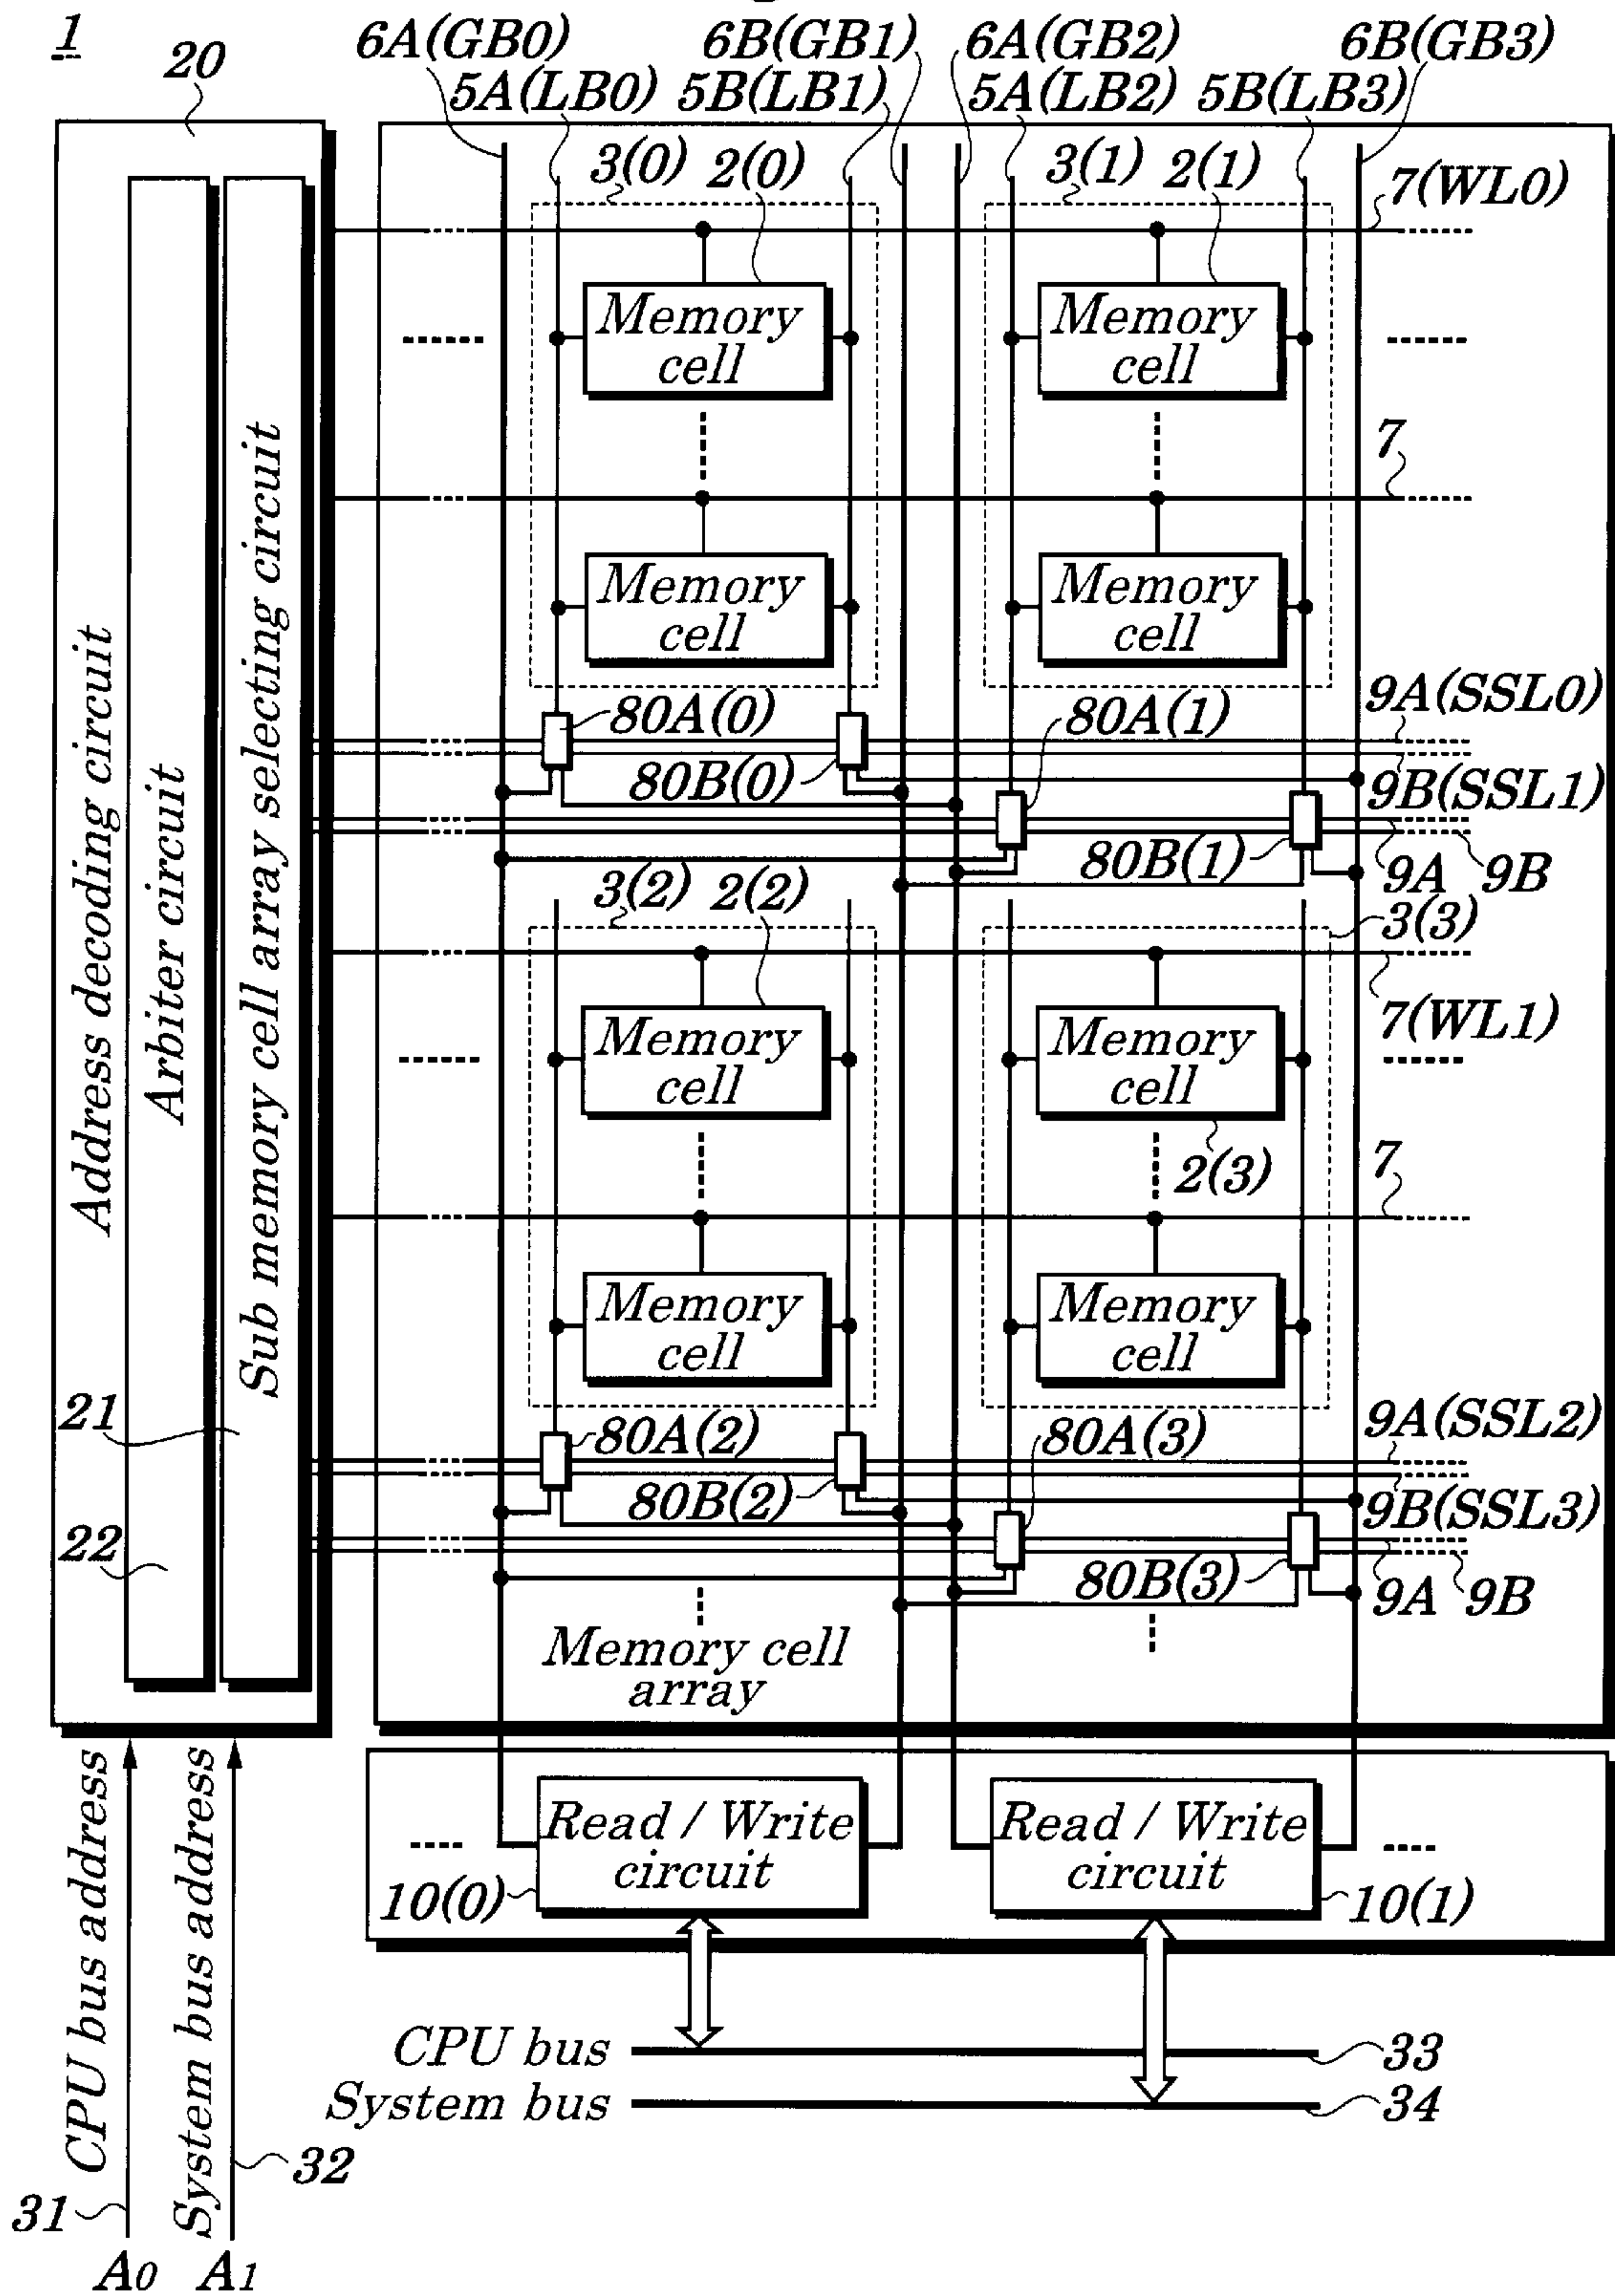 1
20
6A(GB0)
6B(GB1)
6A(GB2)
6B(GB3)
5A(LB0)
5B(LB1)
5A(LB2)
5B(LB3)
3(0)
2(0)
3(1)
2(1)
7(WL0)
Memory
cell
Memory
cell
7
Memory
cell
Memory
cell
Address decoding circuit
Arbiter circuit
Sub memory cell array selecting circuit
80A(0)
80A(1)
9A(SSL0)
80B(0)
9B(SSL1)
80B(1)
9A
9B
3(2)
2(2)
3(3)
7(WL1)
Memory
cell
Memory
cell
2(3)
7
Memory
cell
Memory
cell
21
80A(2)
80A(3)
9A(SSL2)
80B(2)
9B(SSL3)
22
80B(3)
9A
9B
Memory cell
array
CPU bus address
System bus address
Read / Write
circuit
Read / Write
circuit
10(0)
10(1)
CPU bus
33
System bus
34
32
31
A0
A1